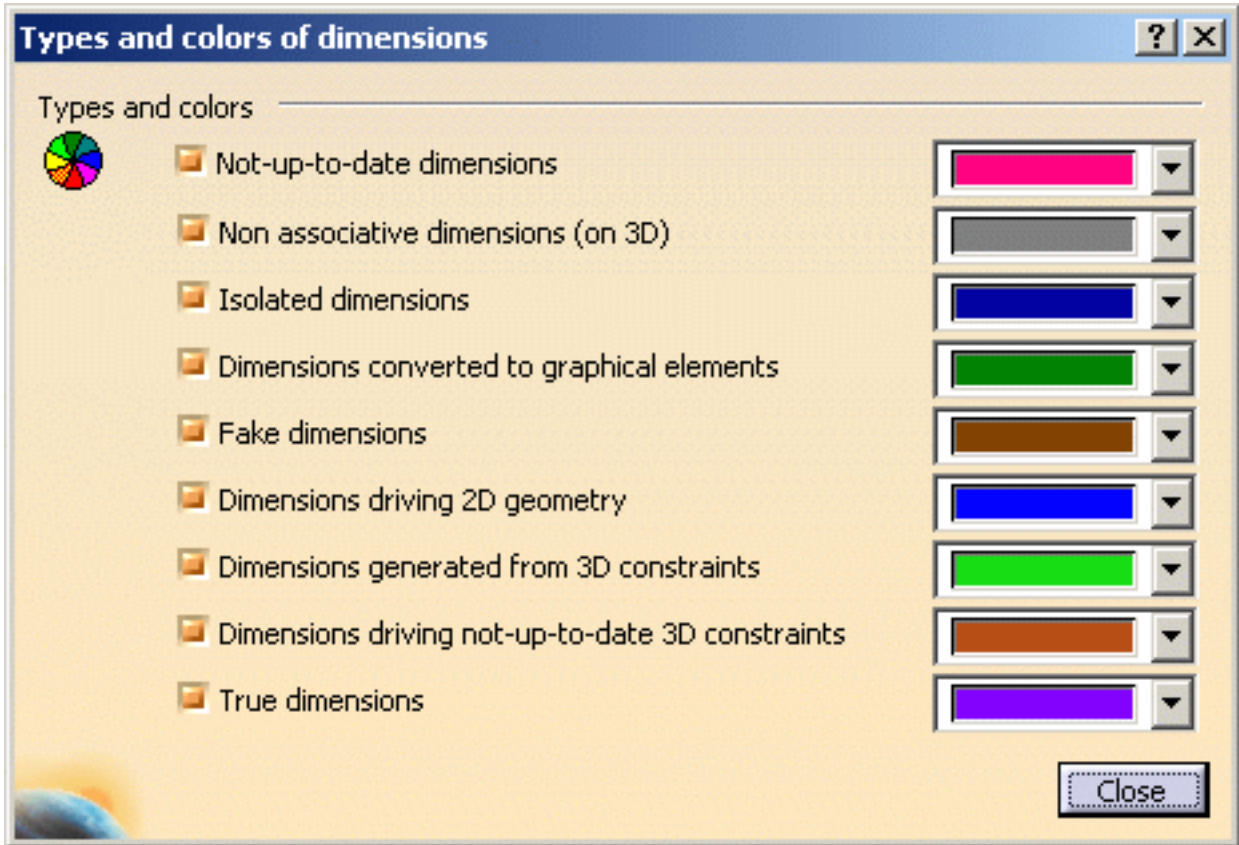 Types and colors of dimensions
Types and colors
Not-up-to-date dimensions
Non associative dimensions (on 3D)
Isolated dimensions
Dimensions converted to graphical elements
Fake dimensions
Dimensions driving 2D geometry
Dimensions generated from 3D constraints
Dimensions driving not-up-to-date 3D constraints
True dimensions
Close